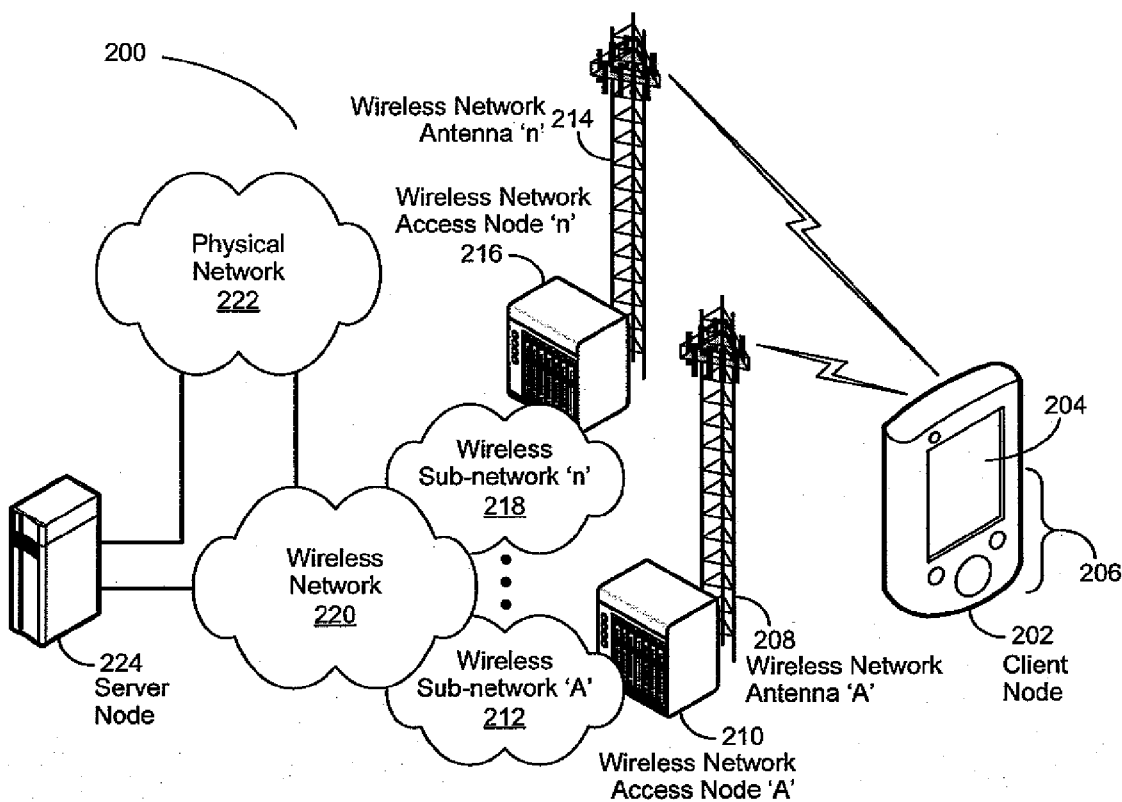 200
Wireless Network
Antenna 'n'
214
Wireless Network
Access Node 'n'
216
Physical
Network
222
204
Wireless
Sub-network 'n'
218
206
Wireless
Network
220
224
Server
Node
Wireless
Sub-network 'A'
212
208
Wireless Network
Antenna 'A'
202
Client
Node
210
Wireless Network
Access Node 'A'